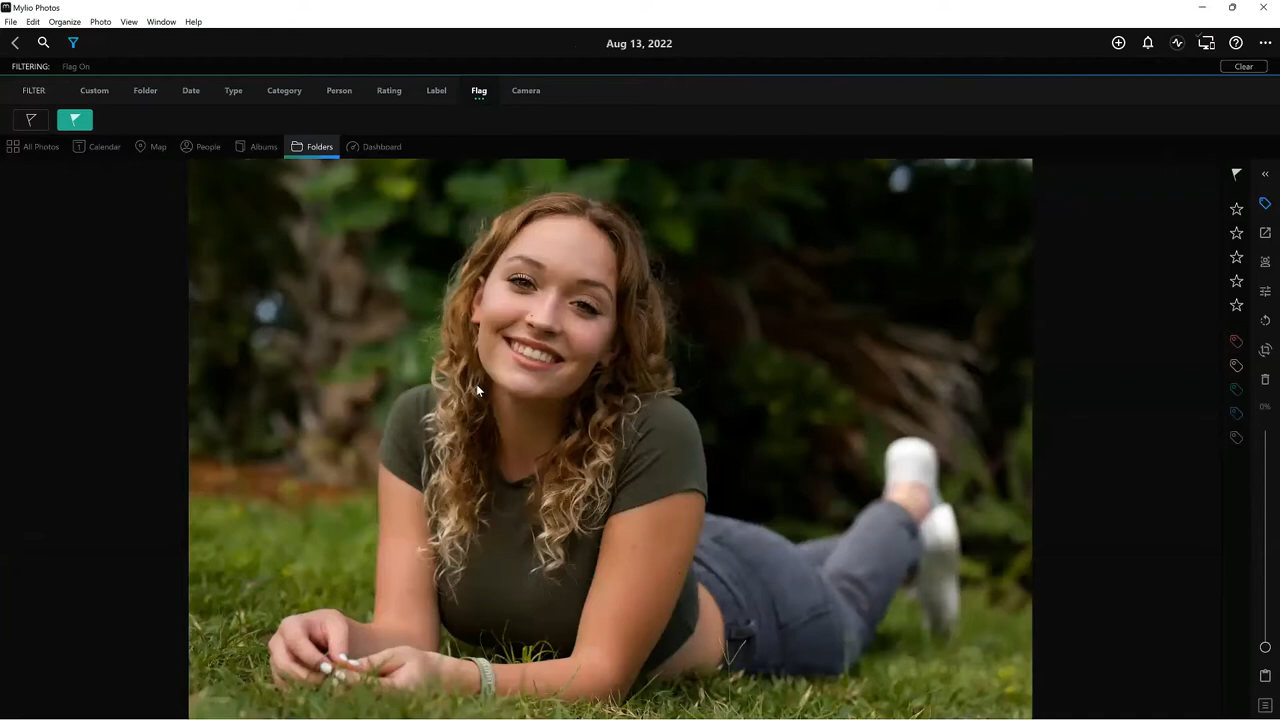 Mylio Photos
File Edit Organize Photo View Window Help
Aug 13, 2022
FILTERING: Flag On Clear
FILTER Custom Folder Date Type Category Person Rating Label Flag Camera
All Photos Calendar Map People Albums Folders Dashboard
0%